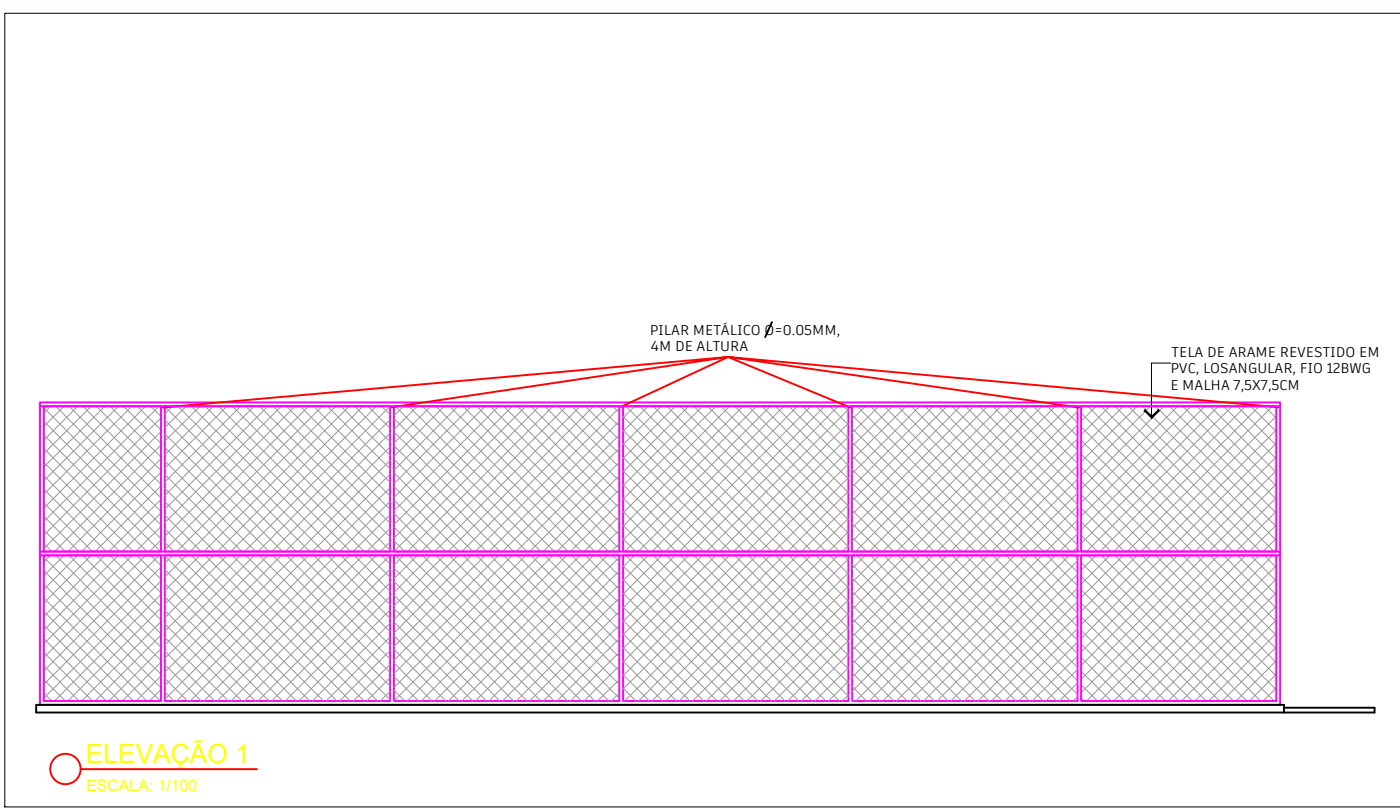 PILAR METÁLICO Ø=0.05MM,
4M DE ALTURA
TELA DE ARAME REVESTIDO EM
PVC, LOSANGULAR, FIO 12BWG
E MALHA 7,5X7,5CM
ELEVAÇÃO 1
ESCALA: 1/100